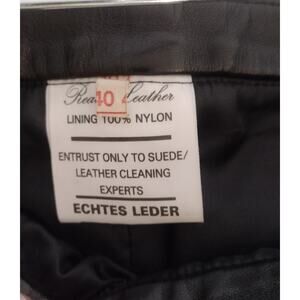 Real Leather
40
LINING 100% NYLON
ENTRUST ONLY TO SUEDE/
LEATHER CLEANING
EXPERTS
ECHTES LEDER